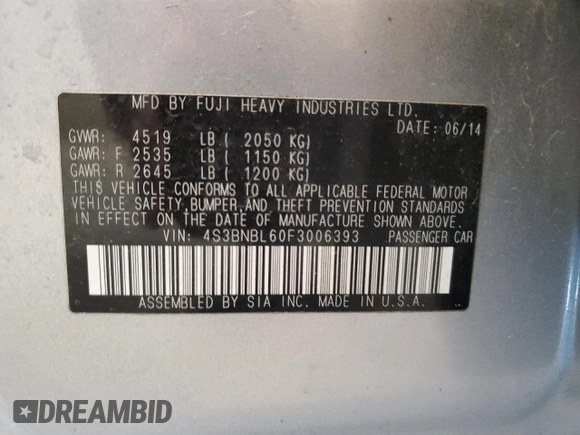 MFD BY FUJI HEAVY INDUSTRIES LTD.
DATE: 06/14
GVWR: 4519 LB ( 2050 KG)
GAWR: F 2535 LB ( 1150 KG)
GAWR: R 2645 LB ( 1200 KG)
THIS VEHICLE CONFORMS TO ALL APPLICABLE FEDERAL MOTOR
VEHICLE SAFETY,BUMPER,AND THEFT PREVENTION STANDARDS
IN EFFECT ON THE DATE OF MANUFACTURE SHOWN ABOVE.
VIN: 4S3BNBL60F3006393 PASSENGER CAR
ASSEMBLED BY SIA INC. MADE IN U.S.A.
DREAMBID